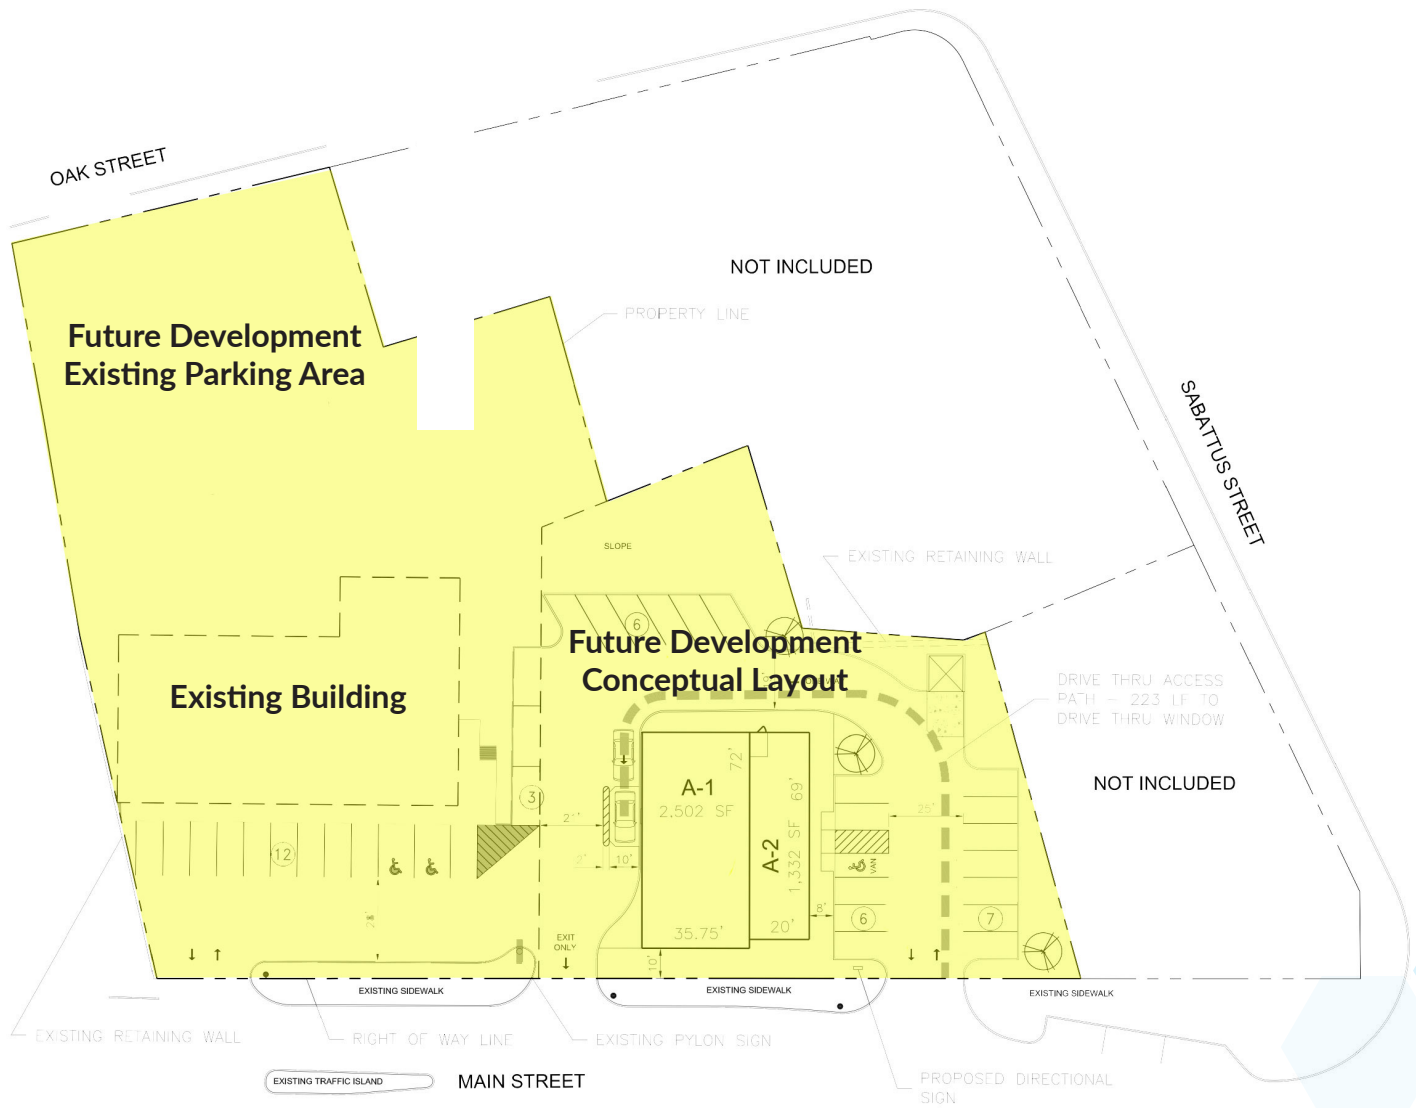 OAK STREET
NOT INCLUDED
PROPERTY LINE
Future Development
Existing Parking Area
SABATTUS STREET
SLOPE
EXISTING RETAINING WALL
6
Future Development
Conceptual Layout
Existing Building
DRIVE THRU ACCESS
PATH - 223 LF TO
DRIVE THRU WINDOW
NOT INCLUDED
A-1
2,502 SF
72'
A-2
1,332 SF
69'
3
12
10'
25'
VAN
28'
35.75'
20'
8'
6
7
EXIT
ONLY
10'
EXISTING SIDEWALK
EXISTING SIDEWALK
EXISTING SIDEWALK
EXISTING RETAINING WALL
RIGHT OF WAY LINE
EXISTING PYLON SIGN
EXISTING TRAFFIC ISLAND
MAIN STREET
PROPOSED DIRECTIONAL
SIGN